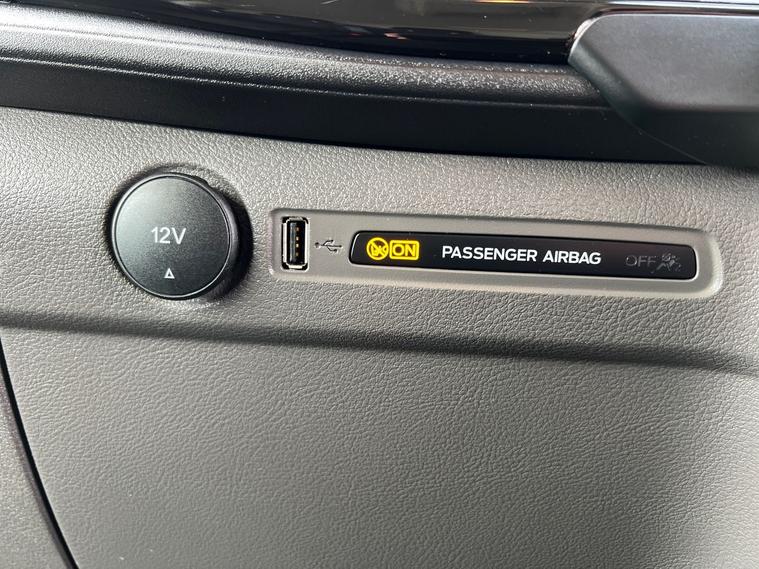 12V
ON PASSENGER AIRBAG OFF